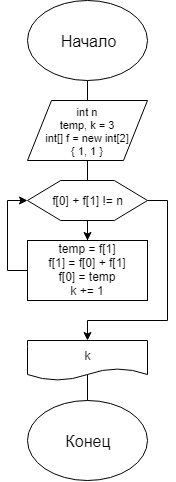 Начало
int n
temp, k = 3
int[] f = new int[2]
{ 1, 1 }
f[0] + f[1] != n
temp = f[1]
f[1] = f[0] + f[1]
f[0] = temp
k += 1
k
Конец